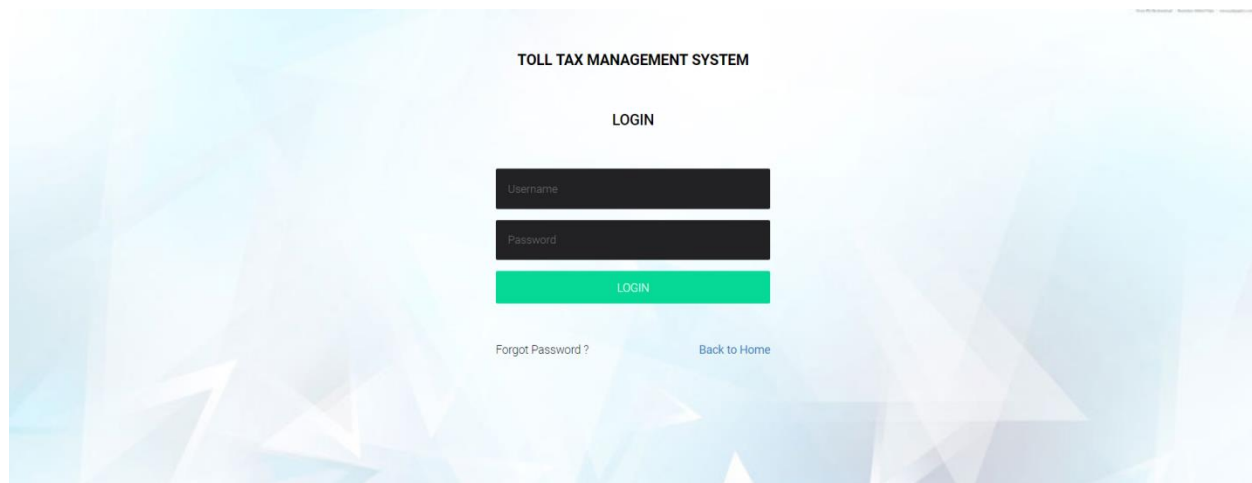 TOLL TAX MANAGEMENT SYSTEM
LOGIN
Username
Password
LOGIN
Forgot Password ?
Back to Home